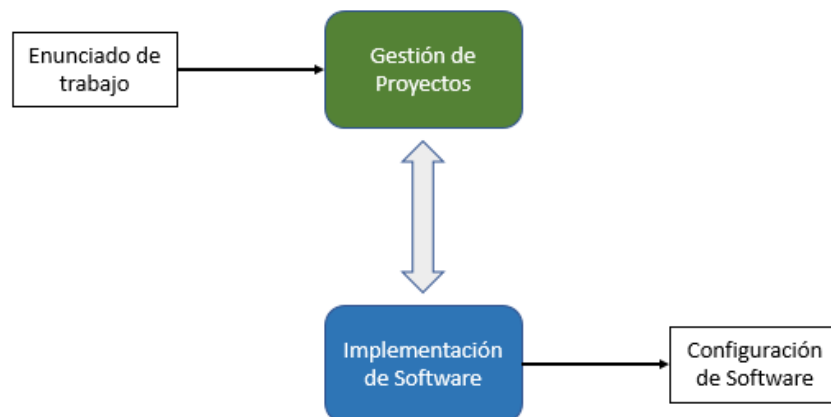 Enunciado de
trabajo
Gestión de
Proyectos
Implementación
de Software
Configuración
de Software